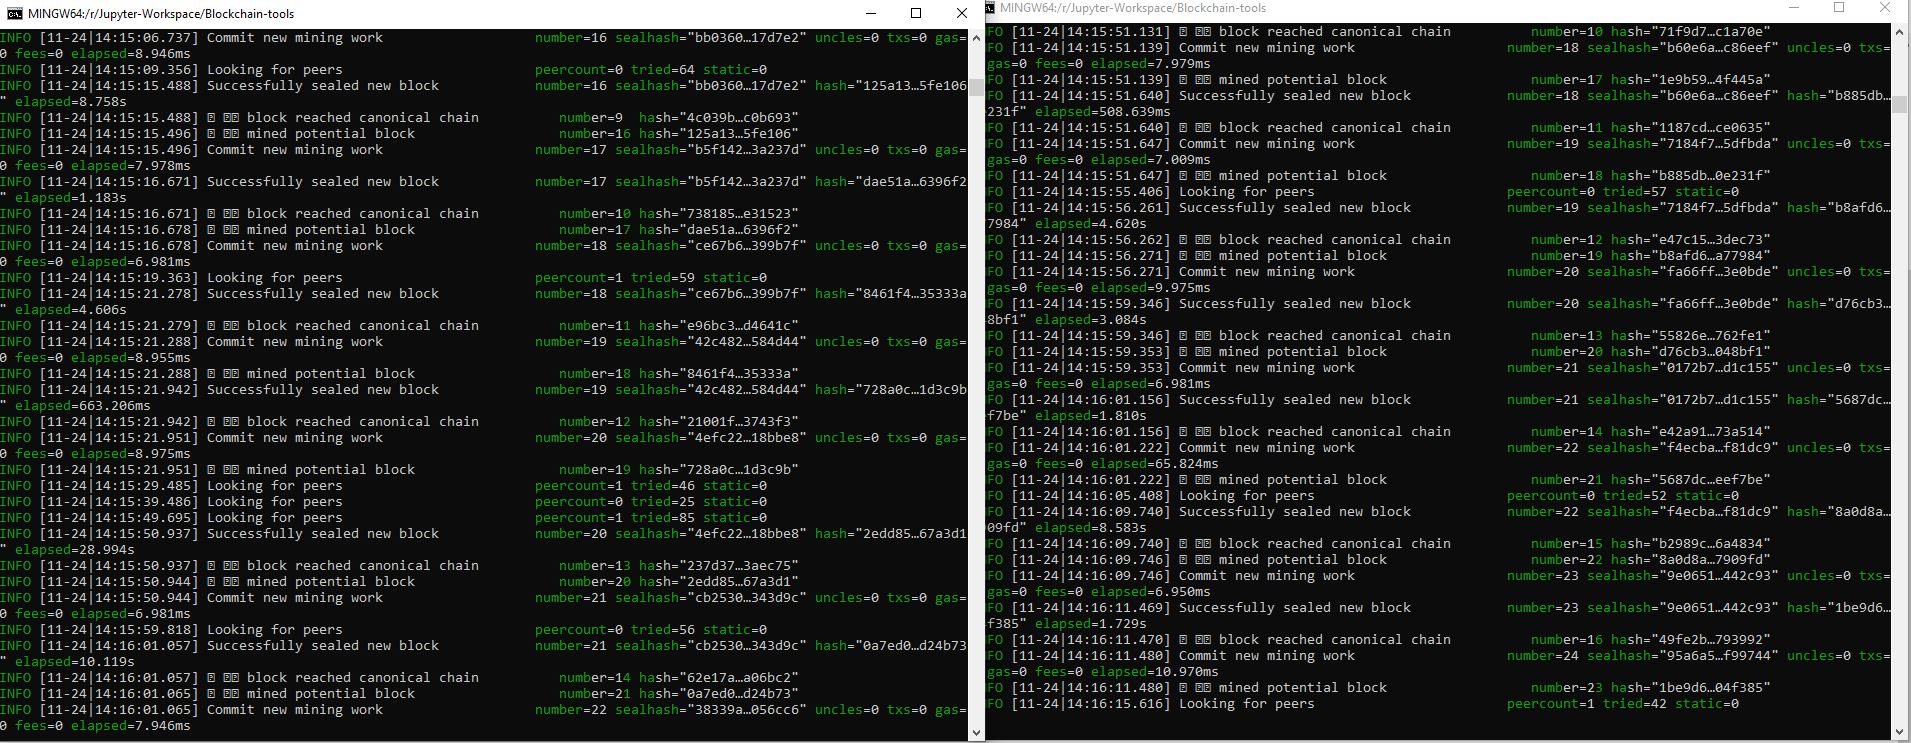 MINGW64:/r/Jupyter-Workspace/Blockchain-tools
INFO [11-24|14:15:06.737] Commit new mining work number=16 sealhash="bb0360…17d7e2" uncles=0 txs=0 gas=
0 fees=0 elapsed=8.946ms
INFO [11-24|14:15:09.356] Looking for peers peercount=0 tried=64 static=0
INFO [11-24|14:15:15.488] Successfully sealed new block number=16 sealhash="bb0360…17d7e2" hash="125a13…5fe106
" elapsed=8.758s
INFO [11-24|14:15:15.488] block reached canonical chain number=9 hash="4c039b…c0b693"
INFO [11-24|14:15:15.496] mined potential block number=16 hash="125a13…5fe106"
INFO [11-24|14:15:15.496] Commit new mining work number=17 sealhash="b5f142…3a237d" uncles=0 txs=0 gas=
0 fees=0 elapsed=7.978ms
INFO [11-24|14:15:16.671] Successfully sealed new block number=17 sealhash="b5f142…3a237d" hash="dae51a…6396f2
" elapsed=1.183s
INFO [11-24|14:15:16.671] block reached canonical chain number=10 hash="738185…e31523"
INFO [11-24|14:15:16.678] mined potential block number=17 hash="dae51a…6396f2"
INFO [11-24|14:15:16.678] Commit new mining work number=18 sealhash="ce67b6…399b7f" uncles=0 txs=0 gas=
0 fees=0 elapsed=6.981ms
INFO [11-24|14:15:19.363] Looking for peers peercount=1 tried=59 static=0
INFO [11-24|14:15:21.278] Successfully sealed new block number=18 sealhash="ce67b6…399b7f" hash="8461f4…35333a
" elapsed=4.606s
INFO [11-24|14:15:21.279] block reached canonical chain number=11 hash="e96bc3…d4641c"
INFO [11-24|14:15:21.288] Commit new mining work number=19 sealhash="42c482…584d44" uncles=0 txs=0 gas=
0 fees=0 elapsed=8.955ms
INFO [11-24|14:15:21.288] mined potential block number=18 hash="8461f4…35333a"
INFO [11-24|14:15:21.942] Successfully sealed new block number=19 sealhash="42c482…584d44" hash="728a0c…1d3c9b
" elapsed=663.206ms
INFO [11-24|14:15:21.942] block reached canonical chain number=12 hash="21001f…3743f3"
INFO [11-24|14:15:21.951] Commit new mining work number=20 sealhash="4efc22…18bbe8" uncles=0 txs=0 gas=
0 fees=0 elapsed=8.975ms
INFO [11-24|14:15:21.951] mined potential block number=19 hash="728a0c…1d3c9b"
INFO [11-24|14:15:29.485] Looking for peers peercount=1 tried=46 static=0
INFO [11-24|14:15:39.486] Looking for peers peercount=0 tried=25 static=0
INFO [11-24|14:15:49.695] Looking for peers peercount=1 tried=85 static=0
INFO [11-24|14:15:50.937] Successfully sealed new block number=20 sealhash="4efc22…18bbe8" hash="2edd85…67a3d1
" elapsed=28.994s
INFO [11-24|14:15:50.937] block reached canonical chain number=13 hash="237d37…3aec75"
INFO [11-24|14:15:50.944] mined potential block number=20 hash="2edd85…67a3d1"
INFO [11-24|14:15:50.944] Commit new mining work number=21 sealhash="cb2530…343d9c" uncles=0 txs=0 gas=
0 fees=0 elapsed=6.981ms
INFO [11-24|14:15:59.818] Looking for peers peercount=0 tried=56 static=0
INFO [11-24|14:16:01.057] Successfully sealed new block number=21 sealhash="cb2530…343d9c" hash="0a7ed0…d24b73
" elapsed=10.119s
INFO [11-24|14:16:01.057] block reached canonical chain number=14 hash="62e17a…a06bc2"
INFO [11-24|14:16:01.065] mined potential block number=21 hash="0a7ed0…d24b73"
INFO [11-24|14:16:01.065] Commit new mining work number=22 sealhash="38339a…056cc6" uncles=0 txs=0 gas=
0 fees=0 elapsed=7.946ms
MINGW64:/r/Jupyter-Workspace/Blockchain-tools
FO [11-24|14:15:51.131] block reached canonical chain number=10 hash="71f9d7…c1a70e"
FO [11-24|14:15:51.139] Commit new mining work number=18 sealhash="b60e6a…c86eef" uncles=0 txs=
gas=0 fees=0 elapsed=7.979ms
FO [11-24|14:15:51.139] mined potential block number=17 hash="1e9b59…4f445a"
FO [11-24|14:15:51.640] Successfully sealed new block number=18 sealhash="b60e6a…c86eef" hash="b885db…
231f" elapsed=508.639ms
FO [11-24|14:15:51.640] block reached canonical chain number=11 hash="1187cd…ce0635"
FO [11-24|14:15:51.647] Commit new mining work number=19 sealhash="7184f7…5dfbda" uncles=0 txs=
gas=0 fees=0 elapsed=7.009ms
FO [11-24|14:15:51.647] mined potential block number=18 hash="b885db…0e231f"
FO [11-24|14:15:55.406] Looking for peers peercount=0 tried=57 static=0
FO [11-24|14:15:56.261] Successfully sealed new block number=19 sealhash="7184f7…5dfbda" hash="b8afd6…
7984" elapsed=4.620s
FO [11-24|14:15:56.262] block reached canonical chain number=12 hash="e47c15…3dec73"
FO [11-24|14:15:56.271] mined potential block number=19 hash="b8afd6…a77984"
FO [11-24|14:15:56.271] Commit new mining work number=20 sealhash="fa66ff…3e0bde" uncles=0 txs=
gas=0 fees=0 elapsed=9.975ms
FO [11-24|14:15:59.346] Successfully sealed new block number=20 sealhash="fa66ff…3e0bde" hash="d76cb3…
8bf1" elapsed=3.084s
FO [11-24|14:15:59.346] block reached canonical chain number=13 hash="55826e…762fe1"
FO [11-24|14:15:59.353] mined potential block number=20 hash="d76cb3…048bf1"
FO [11-24|14:15:59.353] Commit new mining work number=21 sealhash="0172b7…d1c155" uncles=0 txs=
gas=0 fees=0 elapsed=6.981ms
FO [11-24|14:16:01.156] Successfully sealed new block number=21 sealhash="0172b7…d1c155" hash="5687dc…
f7be" elapsed=1.810s
FO [11-24|14:16:01.156] block reached canonical chain number=14 hash="e42a91…73a514"
FO [11-24|14:16:01.222] Commit new mining work number=22 sealhash="f4ecba…f81dc9" uncles=0 txs=
gas=0 fees=0 elapsed=65.824ms
FO [11-24|14:16:01.222] mined potential block number=21 hash="5687dc…eef7be"
FO [11-24|14:16:05.408] Looking for peers peercount=0 tried=52 static=0
FO [11-24|14:16:09.740] Successfully sealed new block number=22 sealhash="f4ecba…f81dc9" hash="8a0d8a…
09fd" elapsed=8.583s
FO [11-24|14:16:09.740] block reached canonical chain number=15 hash="b2989c…6a4834"
FO [11-24|14:16:09.746] mined potential block number=22 hash="8a0d8a…7909fd"
FO [11-24|14:16:09.746] Commit new mining work number=23 sealhash="9e0651…442c93" uncles=0 txs=
gas=0 fees=0 elapsed=6.950ms
FO [11-24|14:16:11.469] Successfully sealed new block number=23 sealhash="9e0651…442c93" hash="1be9d6…
f385" elapsed=1.729s
FO [11-24|14:16:11.470] block reached canonical chain number=16 hash="49fe2b…793992"
FO [11-24|14:16:11.480] Commit new mining work number=24 sealhash="95a6a5…f99744" uncles=0 txs=
gas=0 fees=0 elapsed=10.970ms
FO [11-24|14:16:11.480] mined potential block number=23 hash="1be9d6…04f385"
FO [11-24|14:16:15.616] Looking for peers peercount=1 tried=42 static=0